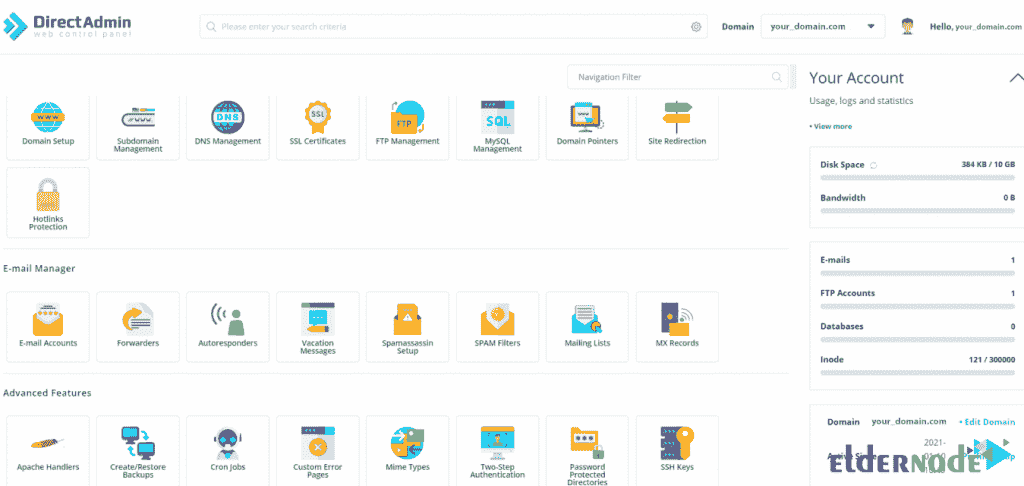 DirectAdmin
web control panel
Please enter your search criteria
Domain
your_domain.com
Hello, your_domain.com
Navigation Filter
Domain Setup
Subdomain
Management
DNS Management
SSL Certificates
FTP Management
MySQL
Management
Domain Pointers
Site Redirection
Hotlinks
Protection
E-mail Manager
E-mail Accounts
Forwarders
Autoresponders
Vacation
Messages
Spamassassin
Setup
SPAM Filters
Mailing Lists
MX Records
Advanced Features
Apache Handlers
Create/Restore
Backups
Cron Jobs
Custom Error
Pages
Mime Types
Two-Step
Authentication
Password
Protected
Directories
SSH Keys
Your Account
Usage, logs and statistics
• View more
Disk Space
384 KB / 10 GB
Bandwidth
0 B
E-mails
1
FTP Accounts
1
Databases
0
Inode
121 / 300000
Domain
your_domain.com
• Edit Domain
2021-
ELDERNODE
WWW
DNS
SSL
FTP
SQL